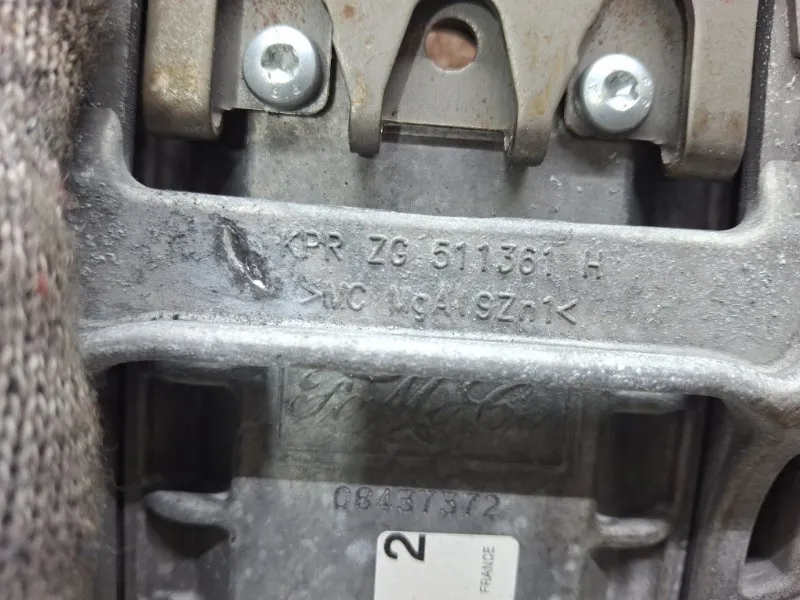 KPR ZG 511361 H
>MC MgAl9Zn1<
FoMoCo
08437372
2
FRANCE